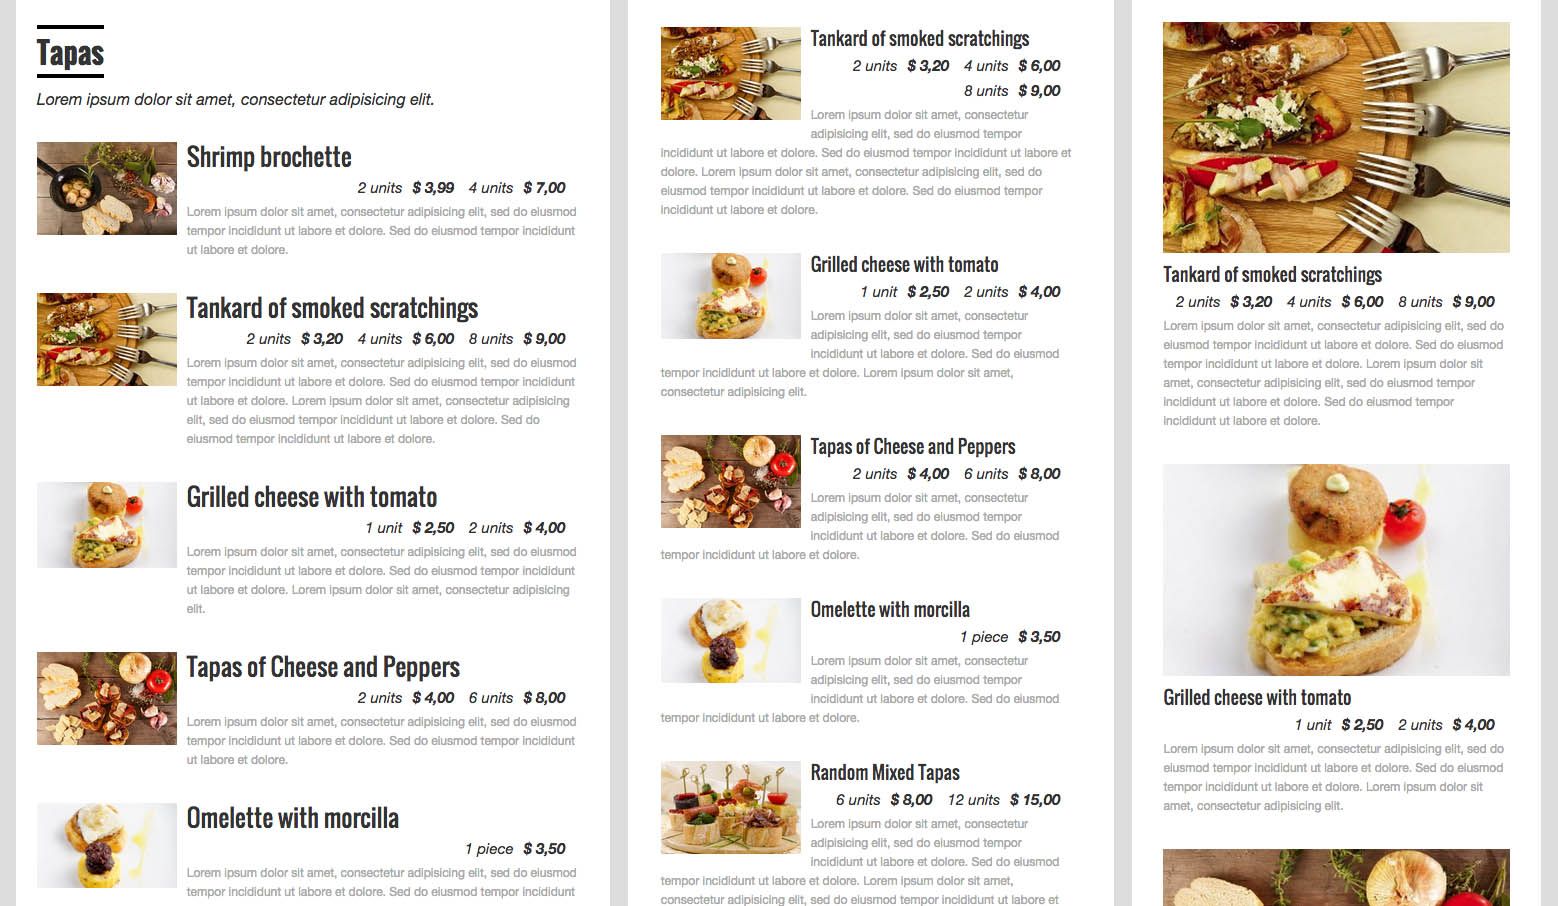 Tapas
Lorem ipsum dolor sit amet, consectetur adipisicing elit.
Shrimp brochette
2 units $ 3,99 4 units $ 7,00
Lorem ipsum dolor sit amet, consectetur adipisicing elit, sed do eiusmod
tempor incididunt ut labore et dolore. Sed do eiusmod tempor incididunt
ut labore et dolore.
Tankard of smoked scratchings
2 units $ 3,20 4 units $ 6,00 8 units $ 9,00
Lorem ipsum dolor sit amet, consectetur adipisicing elit, sed do eiusmod
tempor incididunt ut labore et dolore. Sed do eiusmod tempor incididunt
ut labore et dolore. Lorem ipsum dolor sit amet, consectetur adipisicing
elit, sed do eiusmod tempor incididunt ut labore et dolore. Sed do
eiusmod tempor incididunt ut labore et dolore.
Grilled cheese with tomato
1 unit $ 2,50 2 units $ 4,00
Lorem ipsum dolor sit amet, consectetur adipisicing elit, sed do eiusmod
tempor incididunt ut labore et dolore. Sed do eiusmod tempor incididunt
ut labore et dolore. Lorem ipsum dolor sit amet, consectetur adipisicing
elit.
Tapas of Cheese and Peppers
2 units $ 4,00 6 units $ 8,00
Lorem ipsum dolor sit amet, consectetur adipisicing elit, sed do eiusmod
tempor incididunt ut labore et dolore. Sed do eiusmod tempor incididunt
ut labore et dolore.
Omelette with morcilla
1 piece $ 3,50
Lorem ipsum dolor sit amet, consectetur adipisicing elit, sed do eiusmod
tempor incididunt ut labore et dolore. Sed do eiusmod tempor incididunt
Tankard of smoked scratchings
2 units $ 3,20 4 units $ 6,00
8 units $ 9,00
Lorem ipsum dolor sit amet, consectetur
adipisicing elit, sed do eiusmod tempor
incididunt ut labore et dolore. Sed do eiusmod tempor incididunt ut labore et
dolore. Lorem ipsum dolor sit amet, consectetur adipisicing elit, sed do
eiusmod tempor incididunt ut labore et dolore. Sed do eiusmod tempor
incididunt ut labore et dolore.
Grilled cheese with tomato
1 unit $ 2,50 2 units $ 4,00
Lorem ipsum dolor sit amet, consectetur
adipisicing elit, sed do eiusmod tempor
incididunt ut labore et dolore. Sed do eiusmod
tempor incididunt ut labore et dolore. Lorem ipsum dolor sit amet,
consectetur adipisicing elit.
Tapas of Cheese and Peppers
2 units $ 4,00 6 units $ 8,00
Lorem ipsum dolor sit amet, consectetur
adipisicing elit, sed do eiusmod tempor
incididunt ut labore et dolore. Sed do eiusmod
tempor incididunt ut labore et dolore.
Omelette with morcilla
1 piece $ 3,50
Lorem ipsum dolor sit amet, consectetur
adipisicing elit, sed do eiusmod tempor
incididunt ut labore et dolore. Sed do eiusmod
tempor incididunt ut labore et dolore.
Random Mixed Tapas
6 units $ 8,00 12 units $ 15,00
Lorem ipsum dolor sit amet, consectetur
adipisicing elit, sed do eiusmod tempor
incididunt ut labore et dolore. Sed do eiusmod
tempor incididunt ut labore et dolore. Lorem ipsum dolor sit amet,
consectetur adipisicing elit, sed do eiusmod tempor incididunt ut labore et
Tankard of smoked scratchings
2 units $ 3,20 4 units $ 6,00 8 units $ 9,00
Lorem ipsum dolor sit amet, consectetur adipisicing elit, sed do
eiusmod tempor incididunt ut labore et dolore. Sed do eiusmod
tempor incididunt ut labore et dolore. Lorem ipsum dolor sit
amet, consectetur adipisicing elit, sed do eiusmod tempor
incididunt ut labore et dolore. Sed do eiusmod tempor
incididunt ut labore et dolore.
Grilled cheese with tomato
1 unit $ 2,50 2 units $ 4,00
Lorem ipsum dolor sit amet, consectetur adipisicing elit, sed do
eiusmod tempor incididunt ut labore et dolore. Sed do eiusmod
tempor incididunt ut labore et dolore. Lorem ipsum dolor sit
amet, consectetur adipisicing elit.